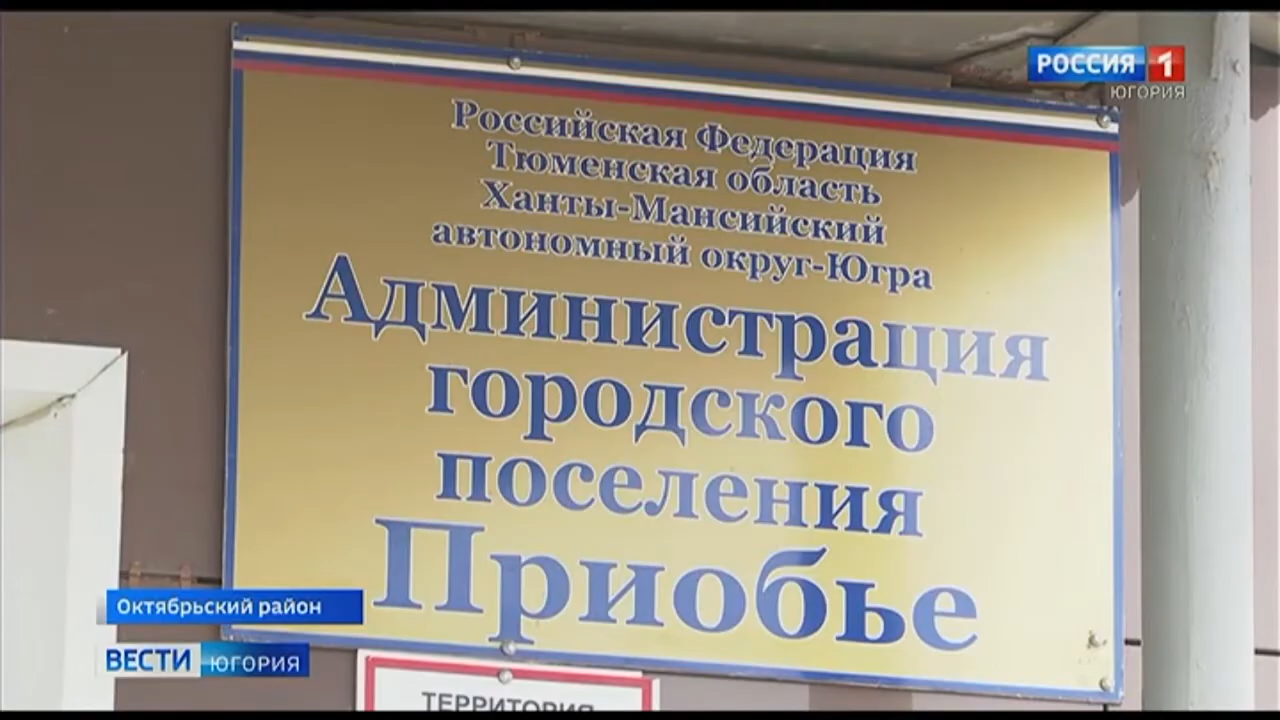 РОССИЯ 1
ЮГОРИЯ
Российская Федерация
Тюменская область
Ханты-Мансийский
автономный округ-Югра
Администрация
городского
поселения
Приобье
Октябрьский район
ВЕСТИ ЮГОРИЯ
ТЕРРИТОРИЯ